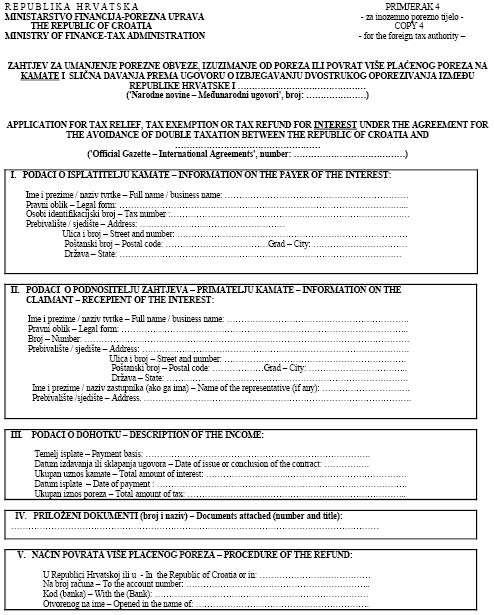 REPUBLIKA HRVATSKA
MINISTARSTVO FINANCIJA-POREZNA UPRAVA
THE REPUBLIC OF CROATIA
MINISTRY OF FINANCE-TAX ADMINISTRATION
PRIMJERAK 4
- za inozemno porezno tijelo -
COPY 4
- for the foreign tax authority –
ZAHTJEV ZA UMANJENJE POREZNE OBVEZE, IZUZIMANJE OD POREZA ILI POVRAT VIŠE PLAĆENOG POREZA NA
KAMATE I SLIČNA DAVANJA PREMA UGOVORU O IZBJEGAVANJU DVOSTRUKOG OPOREZIVANJA IZMEĐU
REPUBLIKE HRVATSKE I ……………………………………
('Narodne novine – Međunarodni ugovori', broj: …………………)
APPLICATION FOR TAX RELIEF, TAX EXEMPTION OR TAX REFUND FOR INTEREST UNDER THE AGREEMENT FOR
THE AVOIDANCE OF DOUBLE TAXATION BETWEEN THE REPUBLIC OF CROATIA AND
……………………………………………
('Official Gazette – International Agreements', number: …………………………………)
I. PODACI O ISPLATITELJU KAMATE – INFORMATION ON THE PAYER OF THE INTEREST:
Ime i prezime / naziv tvrtke – Full name / business name: ……………………………………………………
Pravni oblik – Legal form: ……………………………………………………………………………………
Osobi identifikacijski broj – Tax number :……………………………………………………………………
Prebivalište / sjedište – Address: …………………………………………
Ulica i broj – Street and number: …………………………………………………………………
Poštanski broj – Postal code: ……………………………Grad – City: …………………………
Država – State: ……………………………………………………………………………………
II. PODACI O PODNOSITELJU ZAHTJEVA – PRIMATELJU KAMATE – INFORMATION ON THE
CLAIMANT – RECEPIENT OF THE INTEREST:
Ime i prezime / naziv tvrtke – Full name / business name: …………………………………………………
Pravni oblik – Legal form: ……………………………………………………………………………………
Broj – Number: ………………………………………………………………………………………………
Prebivalište / sjedište – Address: ……………………………………………………………………………
Ulica i broj – Street and number: ……………………………………………………
Poštanski broj – Postal code:………………Grad – City: ……………………………
Država – State: ………………………………………………………………………
Ime i prezime / naziv zastupnika (ako ga ima) – Name of the representative (if any): ………………………
Prebivalište /sjedište – Address. ……………………………………………………………………………
III. PODACI O DOHOTKU – DESCRIPTION OF THE INCOME:
Temelj isplate – Payment basis: …………………………………………………………………
Datum izdavanja ili sklapanja ugovora – Date of issue or conclusion of the contract: ……………
Ukupan uznos kamate – Total amount of interest: …………………………………………………………
Datum isplate – Date of payment : …………………………………………………………………………
Ukupan iznos poreza – Total amount of tax: ………………………………………………………………
IV. PRILOŽENI DOKUMENTI (broj i naziv) – Documents attached (number and title):
……………………………………………………………………………………………………………
V. NAČIN POVRATA VIŠE PLAĆENOG POREZA – PROCEDURE OF THE REFUND:
U Republici Hrvatskoj ili u - In the Republic of Croatia or in: ………………………………
Na broj računa – To the account number: ……………………………………………………
Kod (banka) – With the (Bank): ………………………………………………………………
Otvorenog na ime – Opened in the name of: …………………………………………………